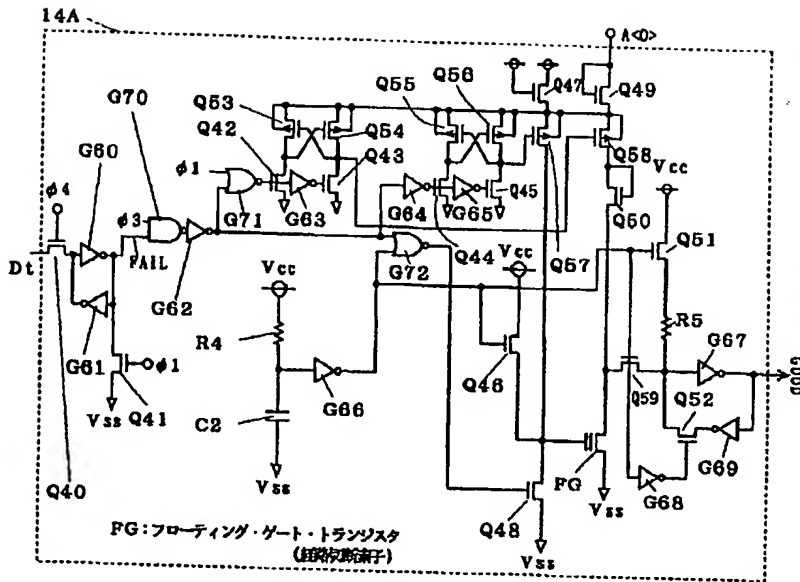 14A
A<0>
Q47
Q49
Q55
Q56
Q53
Q42
G70
G60
Q54
Q43
Q58
Vcc
φ4
φ1
G71
G63
G64
G65
Q45
Q50
φ3
Q51
Dt
FAIL
G62
Q44
Q57
G72
Vcc
Vcc
G61
R4
R5
G67
φ1
G66
Q46
Q59
Q52
GOOD
Vss
Q41
C2
G69
FG
G68
Q40
Vss
Vss
Q48
FG:フローティング・ゲート・トランジスタ
Vss